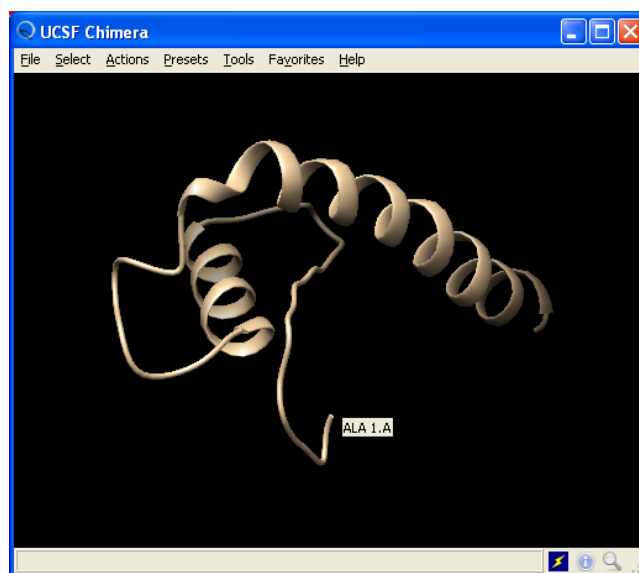 UCSF Chimera
File Select Actions Presets Tools Favorites Help
ALA 1.A